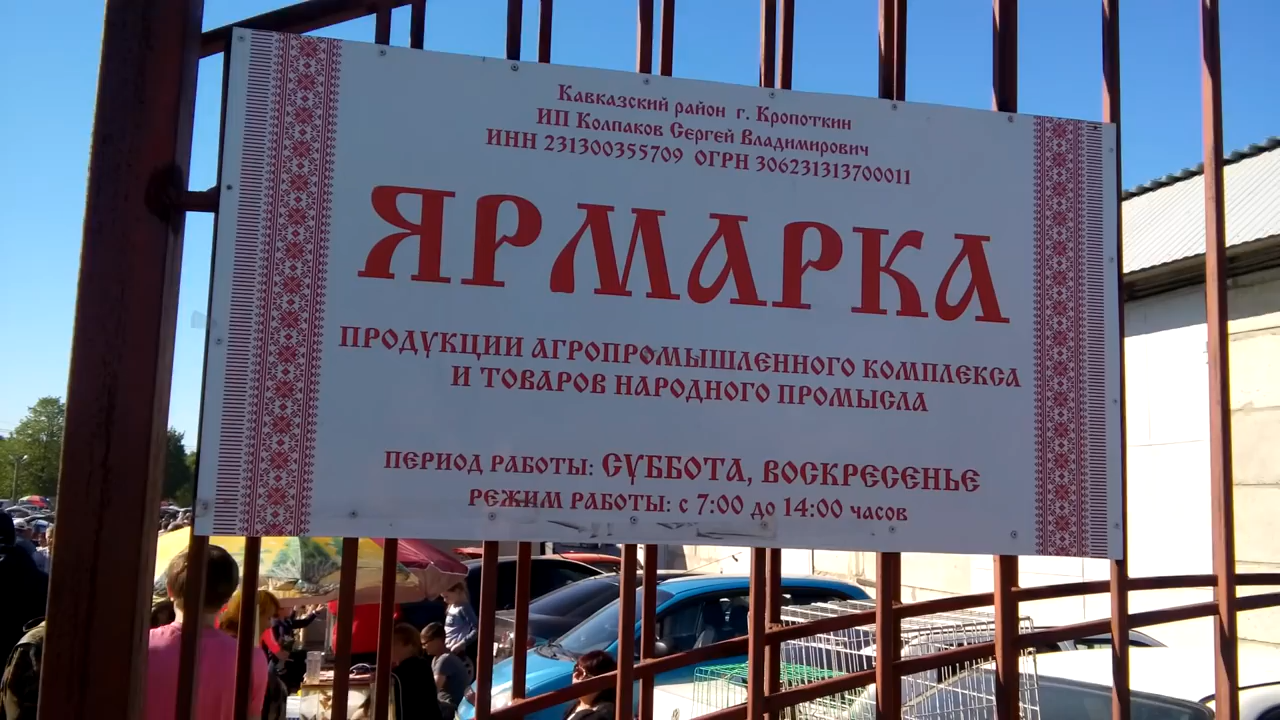 Кавказский район г. Кропоткин
ИП Колпаков Сергей Владимирович
ИНН 231300355709 ОГРН 306231313700011
ЯРМАРКА
ПРОДУКЦИИ АГРОПРОМЫШЛЕННОГО КОМПЛЕКСА
И ТОВАРОВ НАРОДНОГО ПРОМЫСЛА
ПЕРИОД РАБОТЫ: СУББОТА, ВОСКРЕСЕНЬЕ
РЕЖИМ РАБОТЫ: с 7:00 до 14:00 часов